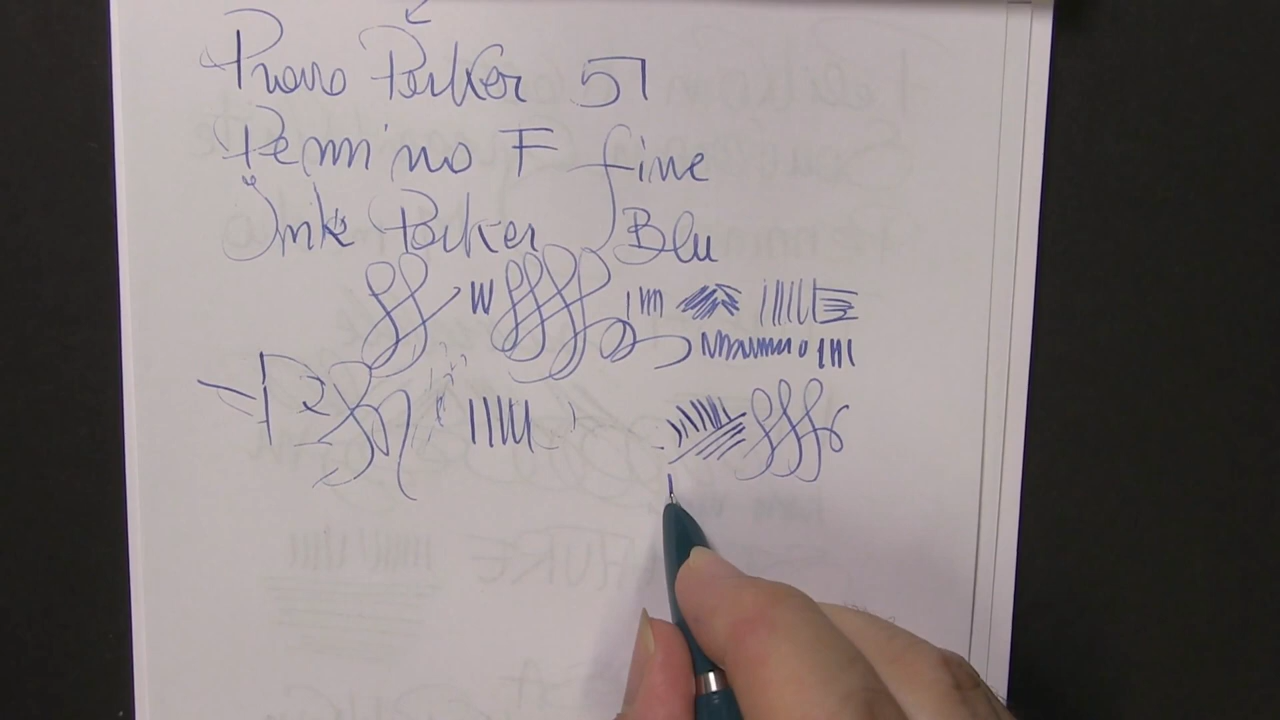 Prova Parker 51
Pennino F fine
Ink Parker Blu